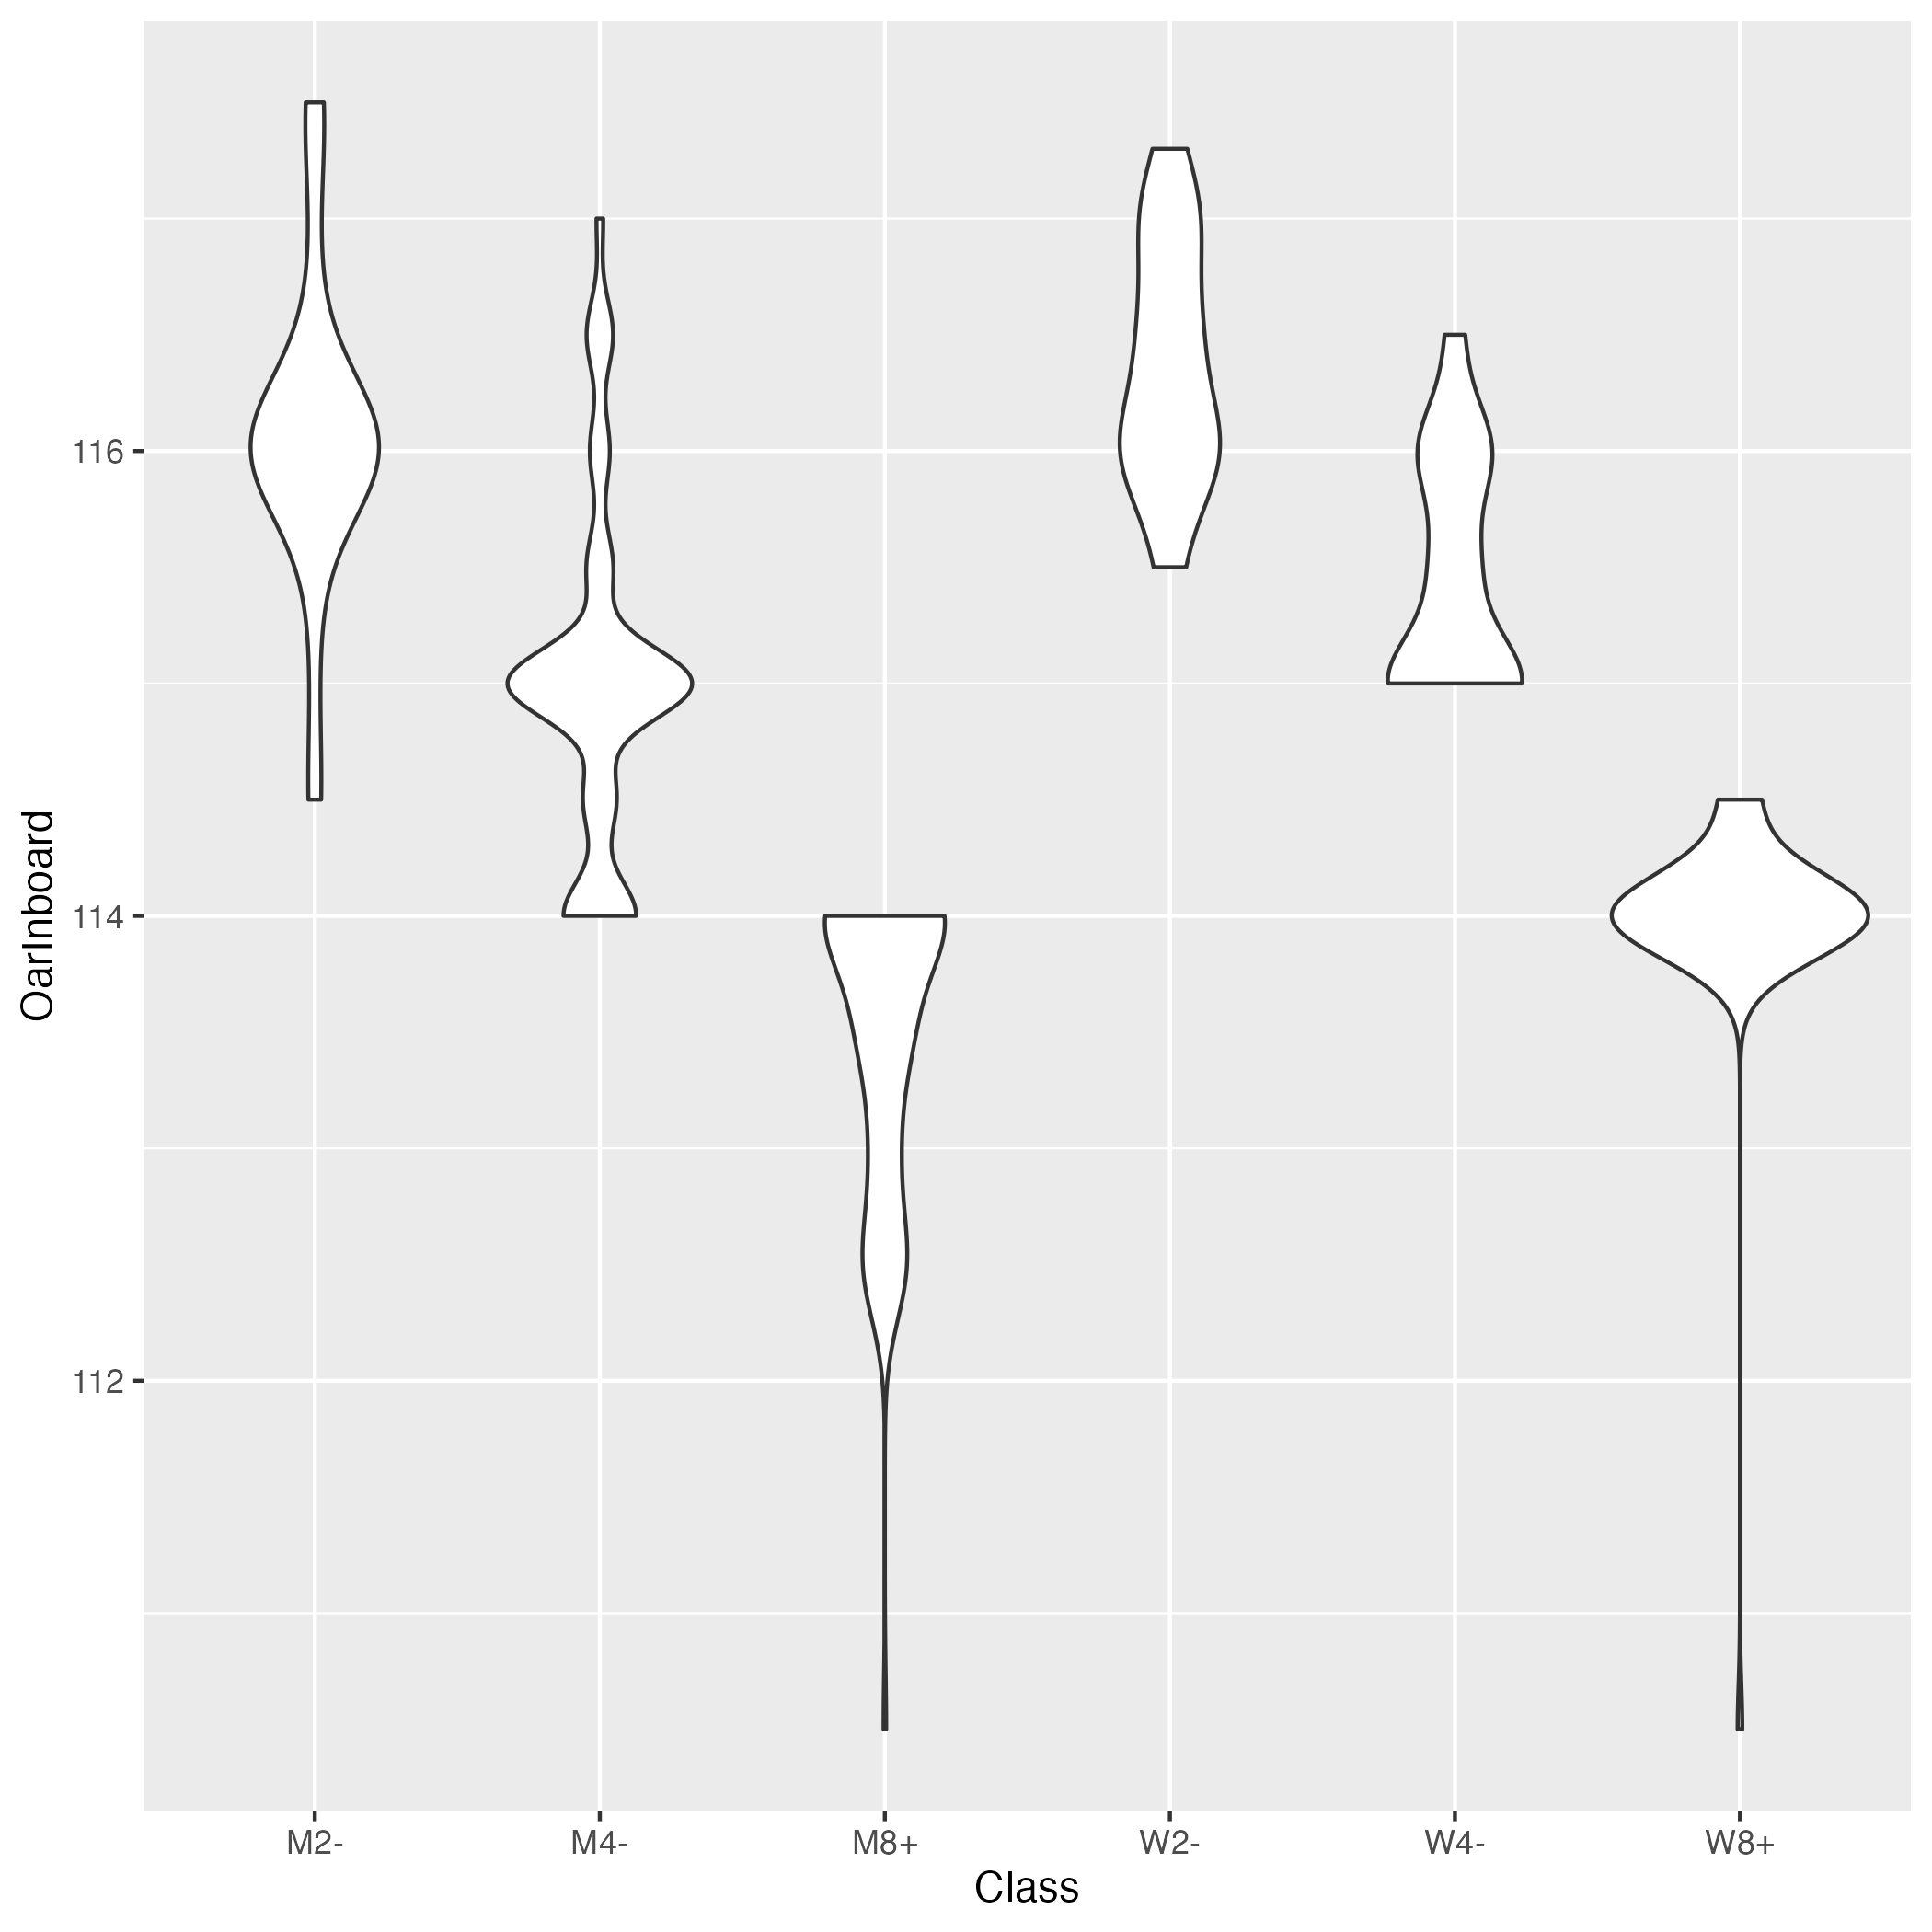 OarInboard
116
114
112
M2-
M4-
M8+
W2-
W4-
W8+
Class